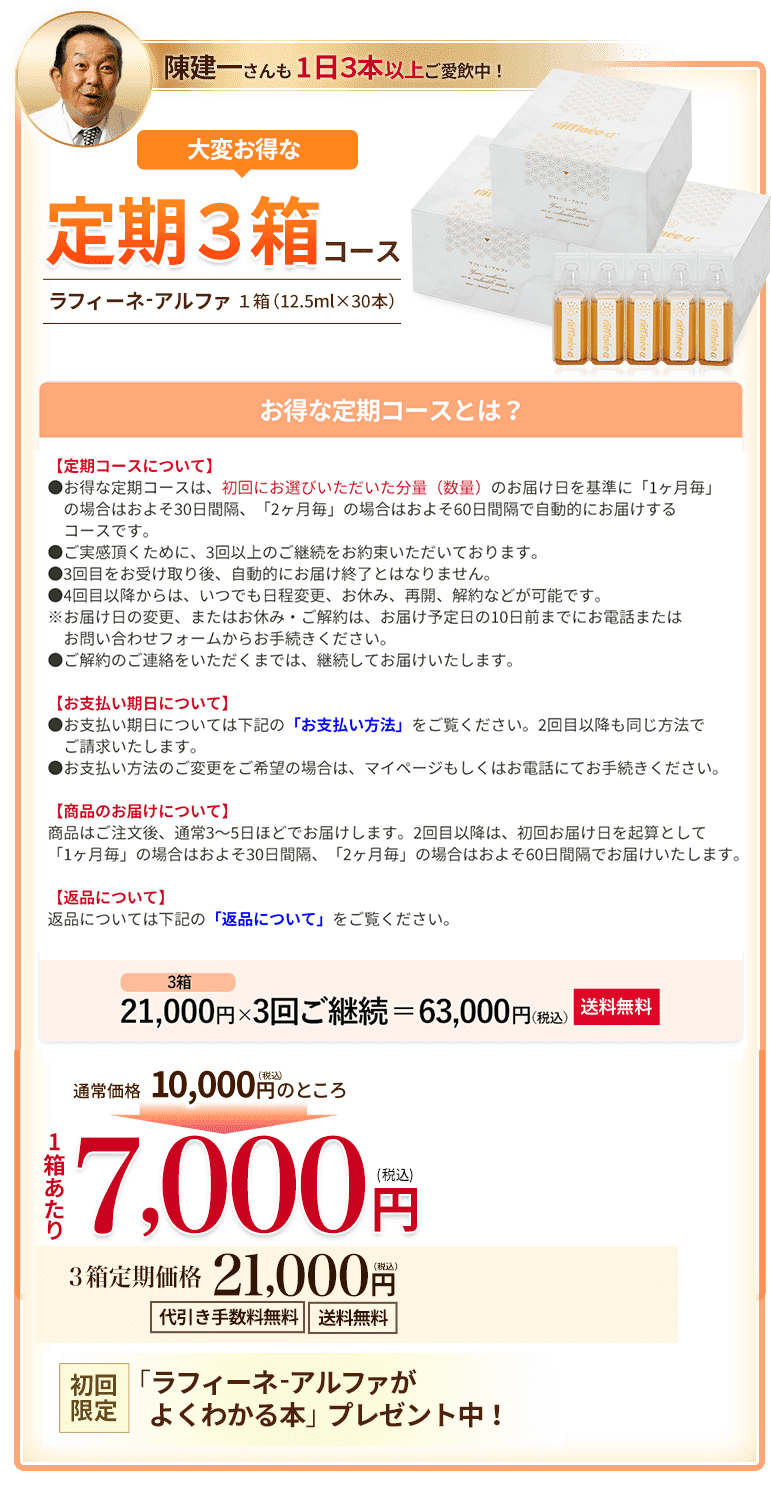 陳建一さんも1日3本以上ご愛飲中！
大変お得な
定期３箱コース
ラフィーネ-アルファ １箱（12.5ml×30本）
お得な定期コースとは？
【定期コースについて】
●お得な定期コースは、初回にお選びいただいた分量（数量）のお届け日を基準に「1ヶ月毎」
の場合はおよそ30日間隔、「2ヶ月毎」の場合はおよそ60日間隔で自動的にお届けする
コースです。
●ご実感頂くために、3回以上のご継続をお約束いただいております。
●3回目をお受け取り後、自動的にお届け終了とはなりません。
●4回目以降からは、いつでも日程変更、お休み、再開、解約などが可能です。
※お届け日の変更、またはお休み・ご解約は、お届け予定日の10日前までにお電話または
お問い合わせフォームからお手続きください。
●ご解約のご連絡をいただくまでは、継続してお届けいたします。
【お支払い期日について】
●お支払い期日については下記の「お支払い方法」をご覧ください。2回目以降も同じ方法で
ご請求いたします。
●お支払い方法のご変更をご希望の場合は、マイページもしくはお電話にてお手続きください。
【商品のお届けについて】
商品はご注文後、通常3～5日ほどでお届けします。2回目以降は、初回お届け日を起算として
「1ヶ月毎」の場合はおよそ30日間隔、「2ヶ月毎」の場合はおよそ60日間隔でお届けいたします。
【返品について】
返品については下記の「返品について」をご覧ください。
3箱
21,000円×3回ご継続＝63,000円(税込) 送料無料
通常価格 10,000円(税込)のところ
1箱あたり 7,000円(税込)
３箱定期価格 21,000円(税込)
代引き手数料無料 送料無料
初回限定
「ラフィーネ-アルファが
よくわかる本」プレゼント中！